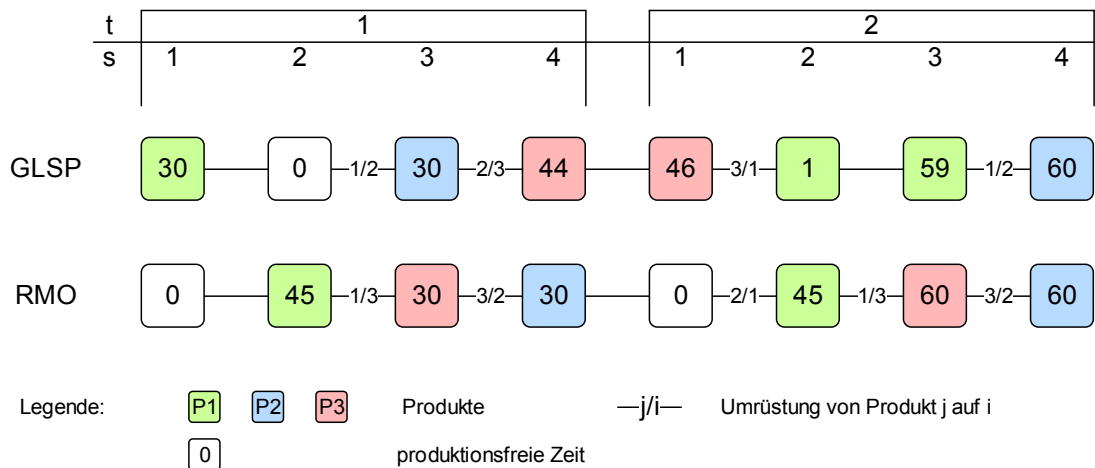 t 1 2
s 1 2 3 4 1 2 3 4
GLSP 30 0 1/2 30 2/3 44 46 3/1 1 59 1/2 60
RMO 0 45 1/3 30 3/2 30 0 2/1 45 1/3 60 3/2 60
Legende: P1 P2 P3 Produkte j/i Umrüstung von Produkt j auf i
0 produktionsfreie Zeit